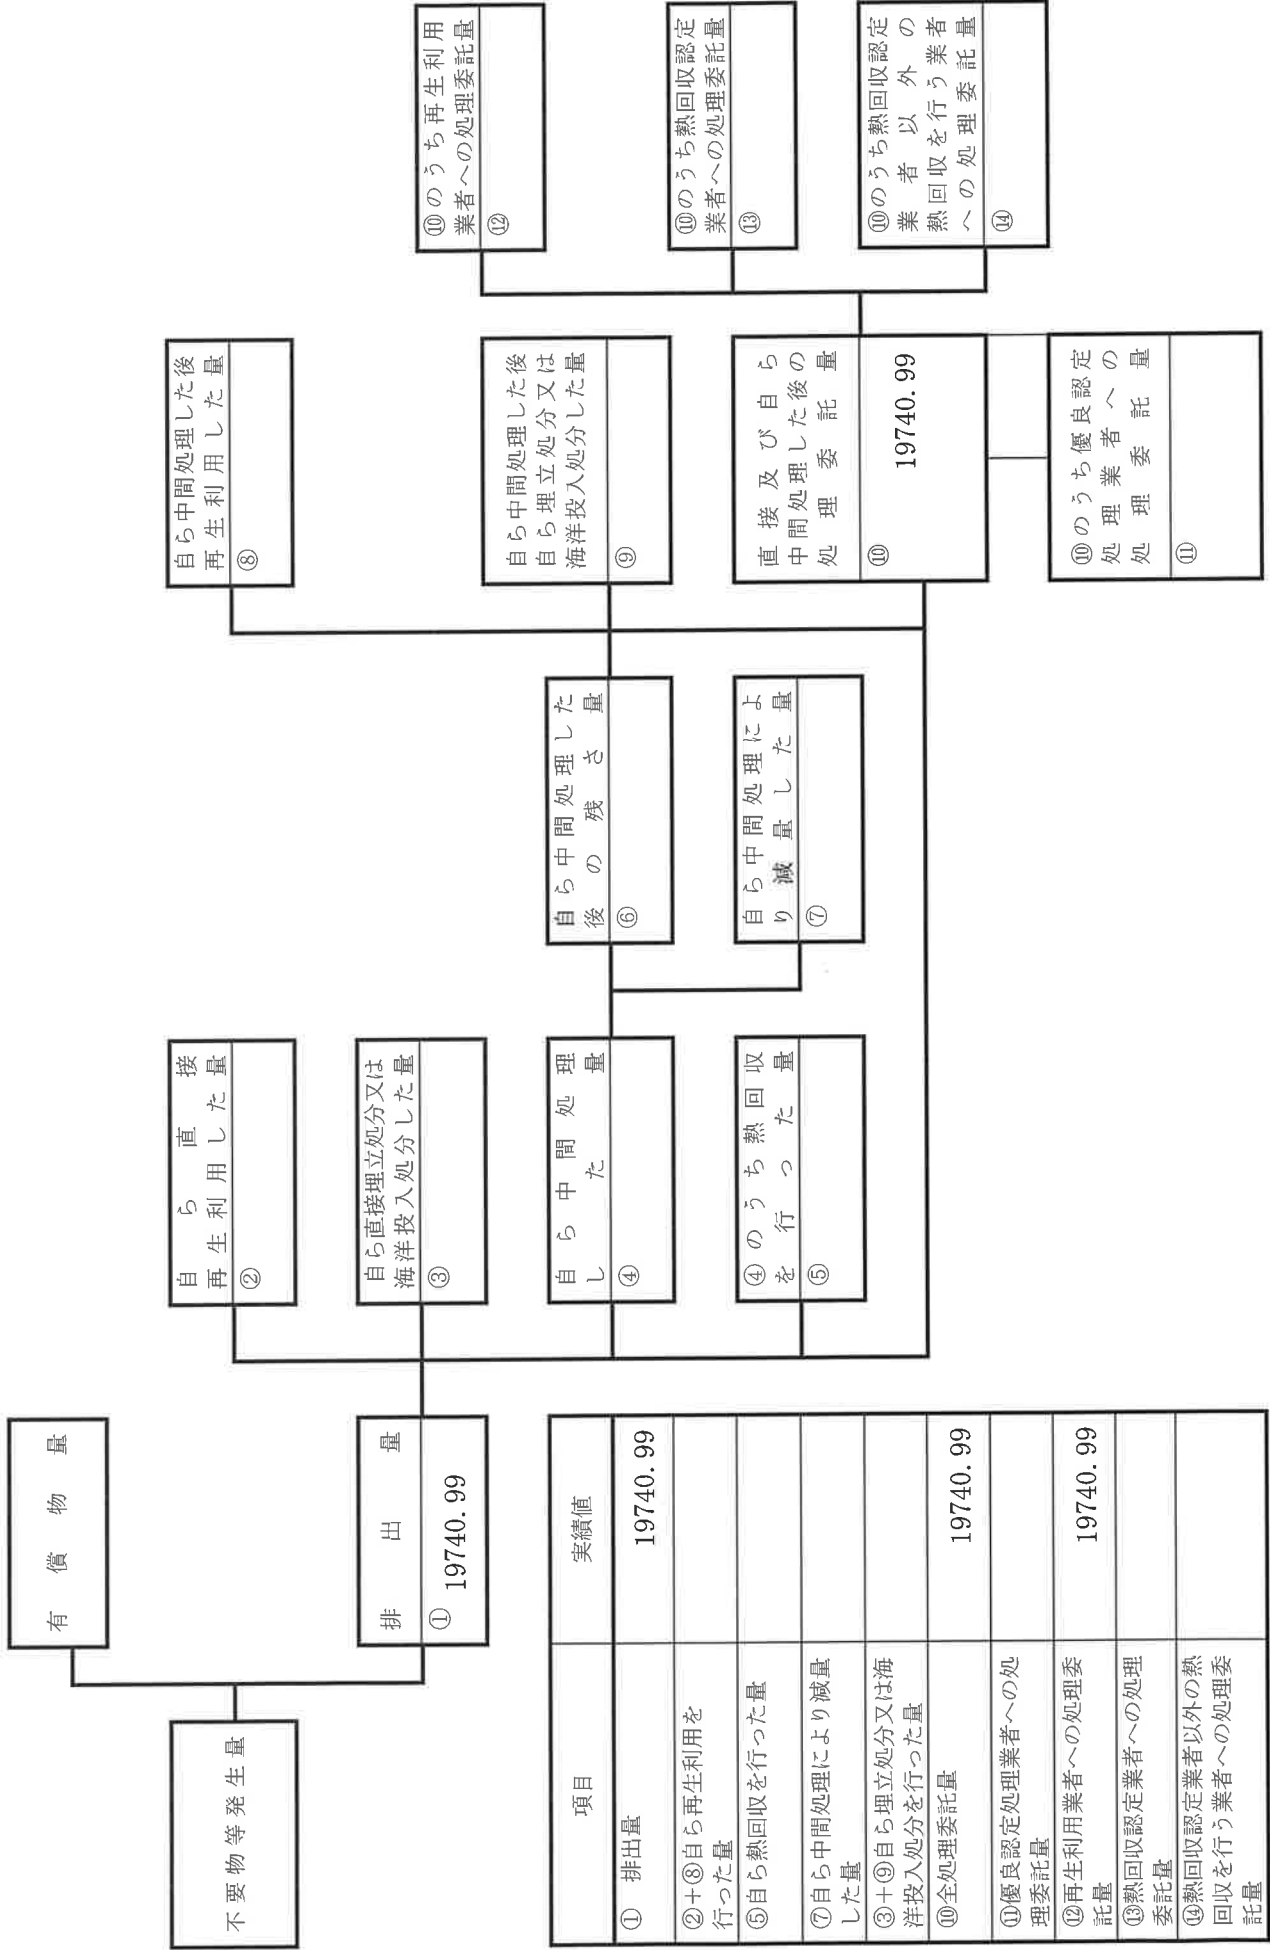 不要物等発生量
有償物量
排出量
①
19740.99
自ら直接
再生利用した量
②
自ら直接埋立処分又は
海洋投入処分した量
③
自ら中間処理
した量
④
④のうち熱回収
を行った量
⑤
自ら中間処理した
後の残さ量
⑥
自ら中間処理によ
り減量した量
⑦
自ら中間処理した後
再生利用した量
⑧
自ら中間処理した後
自ら埋立処分又は
海洋投入処分した量
⑨
直接及び自ら
中間処理した後の
処理委託量
⑩
19740.99
⑩のうち優良認定
処理業者への
処理委託量
⑪
⑩のうち再生利用
業者への処理委託量
⑫
⑩のうち熱回収認定
業者への処理委託量
⑬
⑩のうち熱回収認定
業者以外の
熱回収を行う業者
への処理委託量
⑭
項目 実績値
① 排出量 19740.99
②+⑧自ら再生利用を
行った量
⑤自ら熱回収を行った量
⑦自ら中間処理により減量
した量
③+⑨自ら埋立処分又は海
洋投入処分を行った量
⑩全処理委託量 19740.99
⑪優良認定処理業者への処
理委託量
⑫再生利用業者への処理委
託量 19740.99
⑬熱回収認定業者への処理
委託量
⑭熱回収認定業者以外の熱
回収を行う業者への処理委
託量